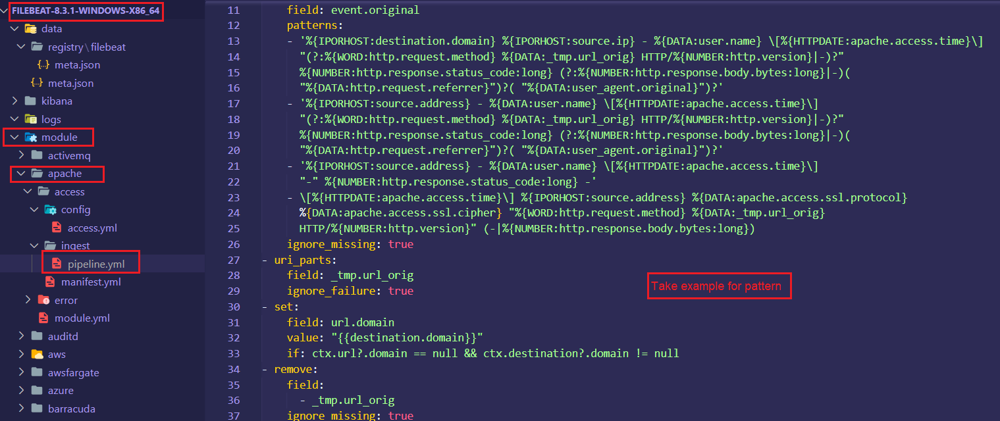 FILEBEAT-8.3.1-WINDOWS-X86_64
data
registry\filebeat
meta.json
meta.json
kibana
logs
module
activemq
apache
access
config
access.yml
ingest
pipeline.yml
manifest.yml
error
module.yml
auditd
aws
awsfargate
azure
barracuda
11 field: event.original
12 patterns:
13 - '%{IPORHOST:destination.domain} %{IPORHOST:source.ip} - %{DATA:user.name} \[%{HTTPDATE:apache.access.time}\]
14 "(?:%{WORD:http.request.method} %{DATA:_tmp.url_orig} HTTP/%{NUMBER:http.version}|-)?"
15 %{NUMBER:http.response.status_code:long} (?:%{NUMBER:http.response.body.bytes:long}|-)(
16 "%{DATA:http.request.referrer}")?( "%{DATA:user_agent.original}")?'
17 - '%{IPORHOST:source.address} - %{DATA:user.name} \[%{HTTPDATE:apache.access.time}\]
18 "(?:%{WORD:http.request.method} %{DATA:_tmp.url_orig} HTTP/%{NUMBER:http.version}|-)?"
19 %{NUMBER:http.response.status_code:long} (?:%{NUMBER:http.response.body.bytes:long}|-)(
20 "%{DATA:http.request.referrer}")?( "%{DATA:user_agent.original}")?'
21 - '%{IPORHOST:source.address} - %{DATA:user.name} \[%{HTTPDATE:apache.access.time}\]
22 "-" %{NUMBER:http.response.status_code:long} -'
23 - \[%{HTTPDATE:apache.access.time}\] %{IPORHOST:source.address} %{DATA:apache.access.ssl.protocol}
24 %{DATA:apache.access.ssl.cipher} "%{WORD:http.request.method} %{DATA:_tmp.url_orig}
25 HTTP/%{NUMBER:http.version}" (-|%{NUMBER:http.response.body.bytes:long})
26 ignore_missing: true
27 - uri_parts:
28 field: _tmp.url_orig
29 ignore_failure: true
Take example for pattern
30 - set:
31 field: url.domain
32 value: "{{destination.domain}}"
33 if: ctx.url?.domain == null && ctx.destination?.domain != null
34 - remove:
35 field:
36 - _tmp.url_orig
37 ignore_missing: true